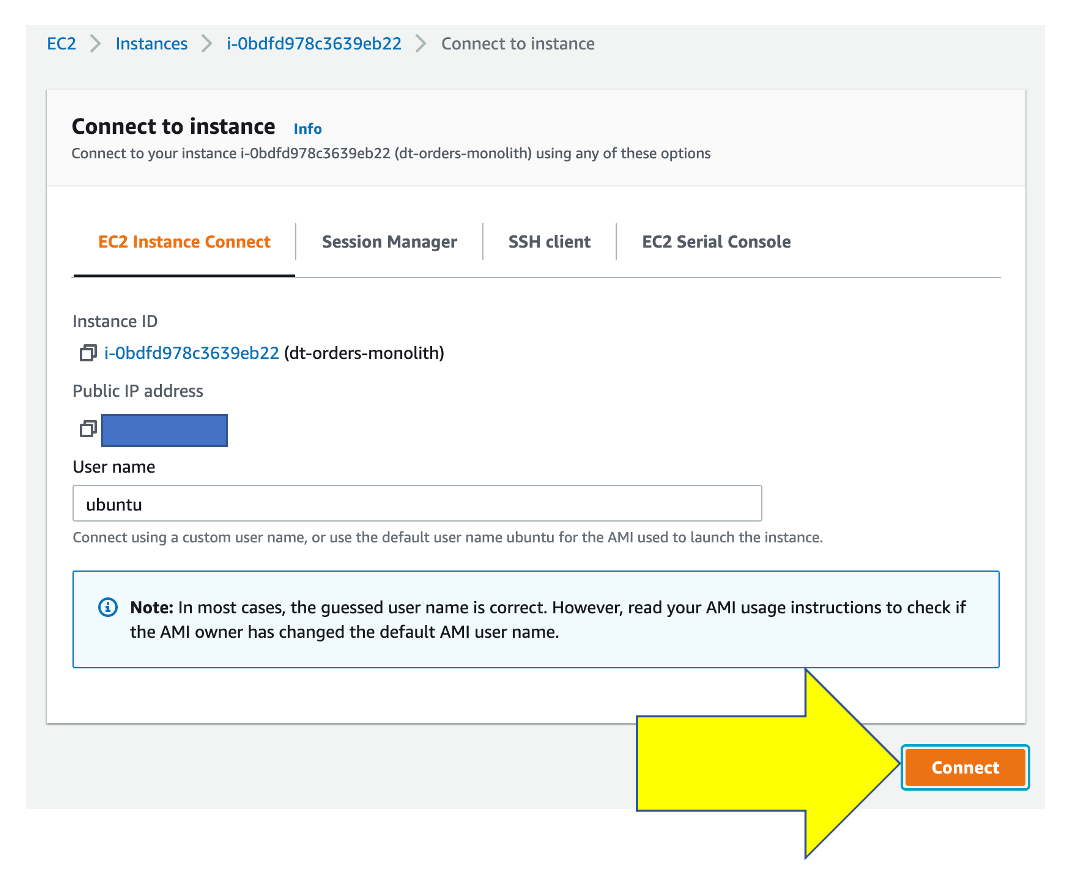 EC2 > Instances > i-0bdfd978c3639eb22 > Connect to instance
Connect to instance Info
Connect to your instance i-0bdfd978c3639eb22 (dt-orders-monolith) using any of these options
EC2 Instance Connect Session Manager SSH client EC2 Serial Console
Instance ID
i-0bdfd978c3639eb22 (dt-orders-monolith)
Public IP address
User name
ubuntu
Connect using a custom user name, or use the default user name ubuntu for the AMI used to launch the instance.
Note: In most cases, the guessed user name is correct. However, read your AMI usage instructions to check if
the AMI owner has changed the default AMI user name.
Connect